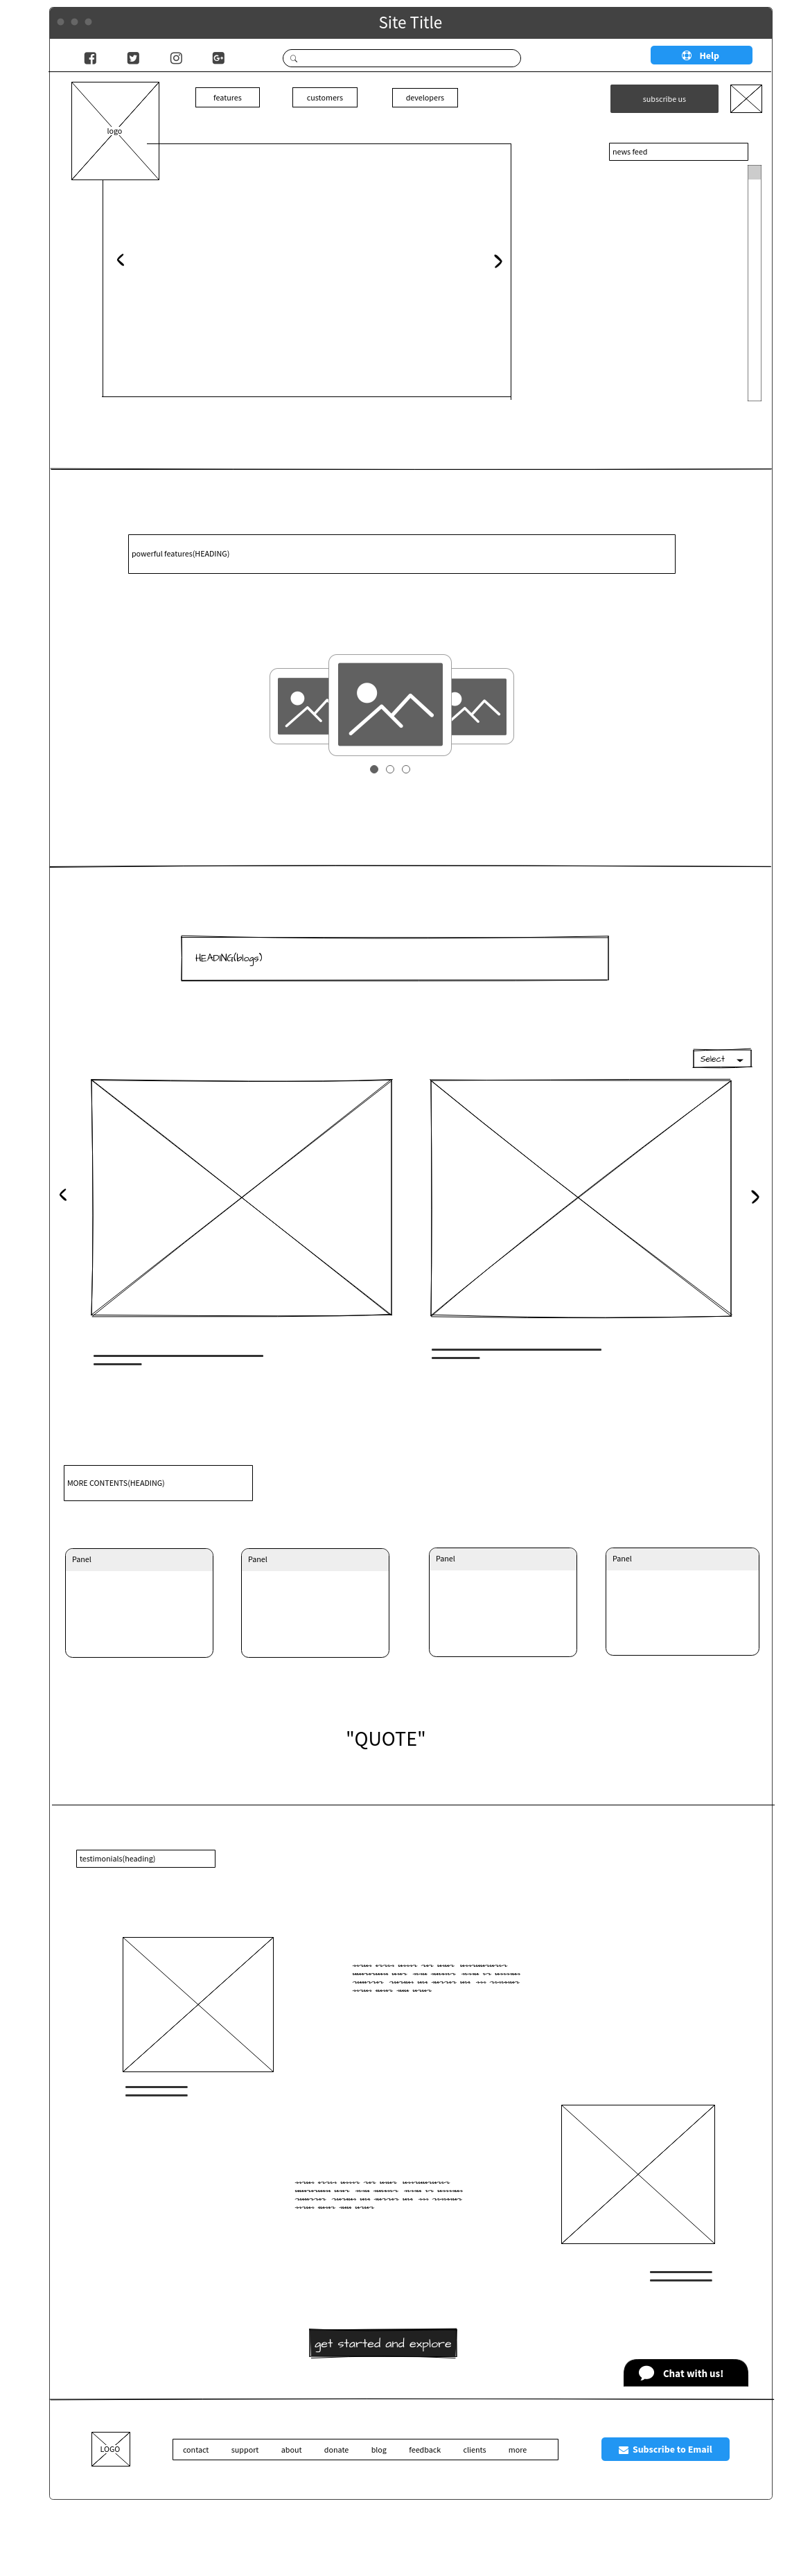 Site Title
Help
logo
features
customers
developers
subscribe us
news feed
powerful features(HEADING)
HEADING(blogs)
Select
MORE CONTENTS(HEADING)
Panel
Panel
Panel
Panel
"QUOTE"
testimonials(heading)
get started and explore
Chat with us!
LOGO
contact support about donate blog feedback clients more
Subscribe to Email